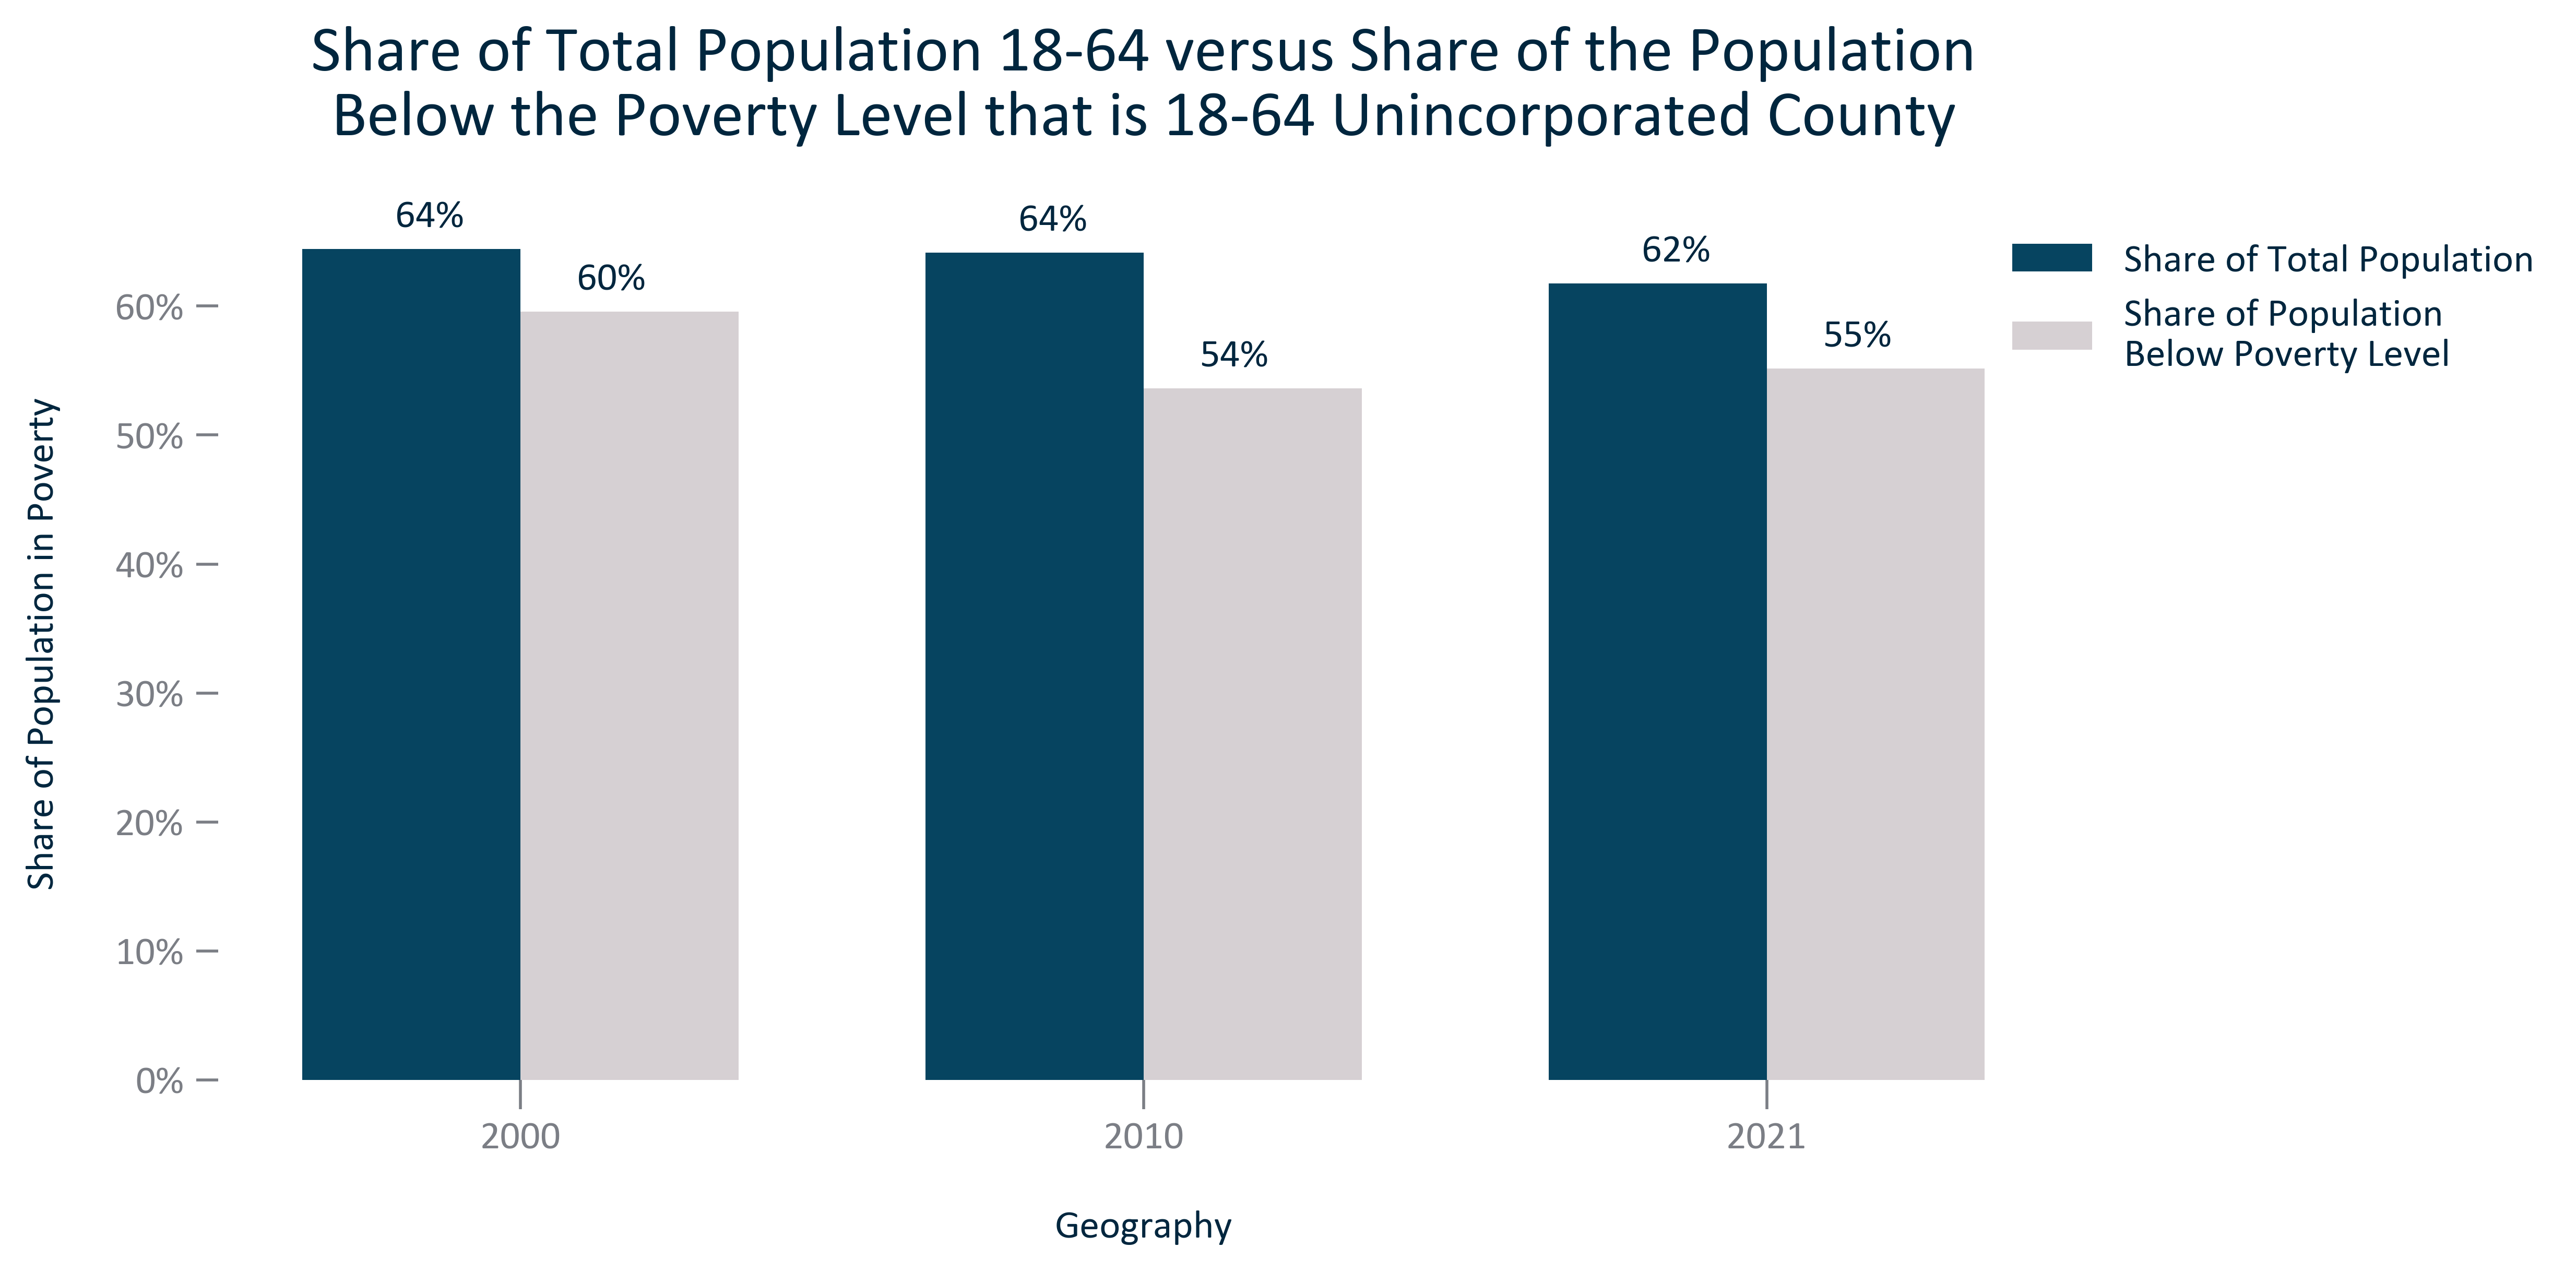 Share of Total Population 18-64 versus Share of the Population
Below the Poverty Level that is 18-64 Unincorporated County
64%
60%
64%
54%
62%
55%
Share of Total Population
Share of Population
Below Poverty Level
Share of Population in Poverty
60%
50%
40%
30%
20%
10%
0%
2000
2010
2021
Geography